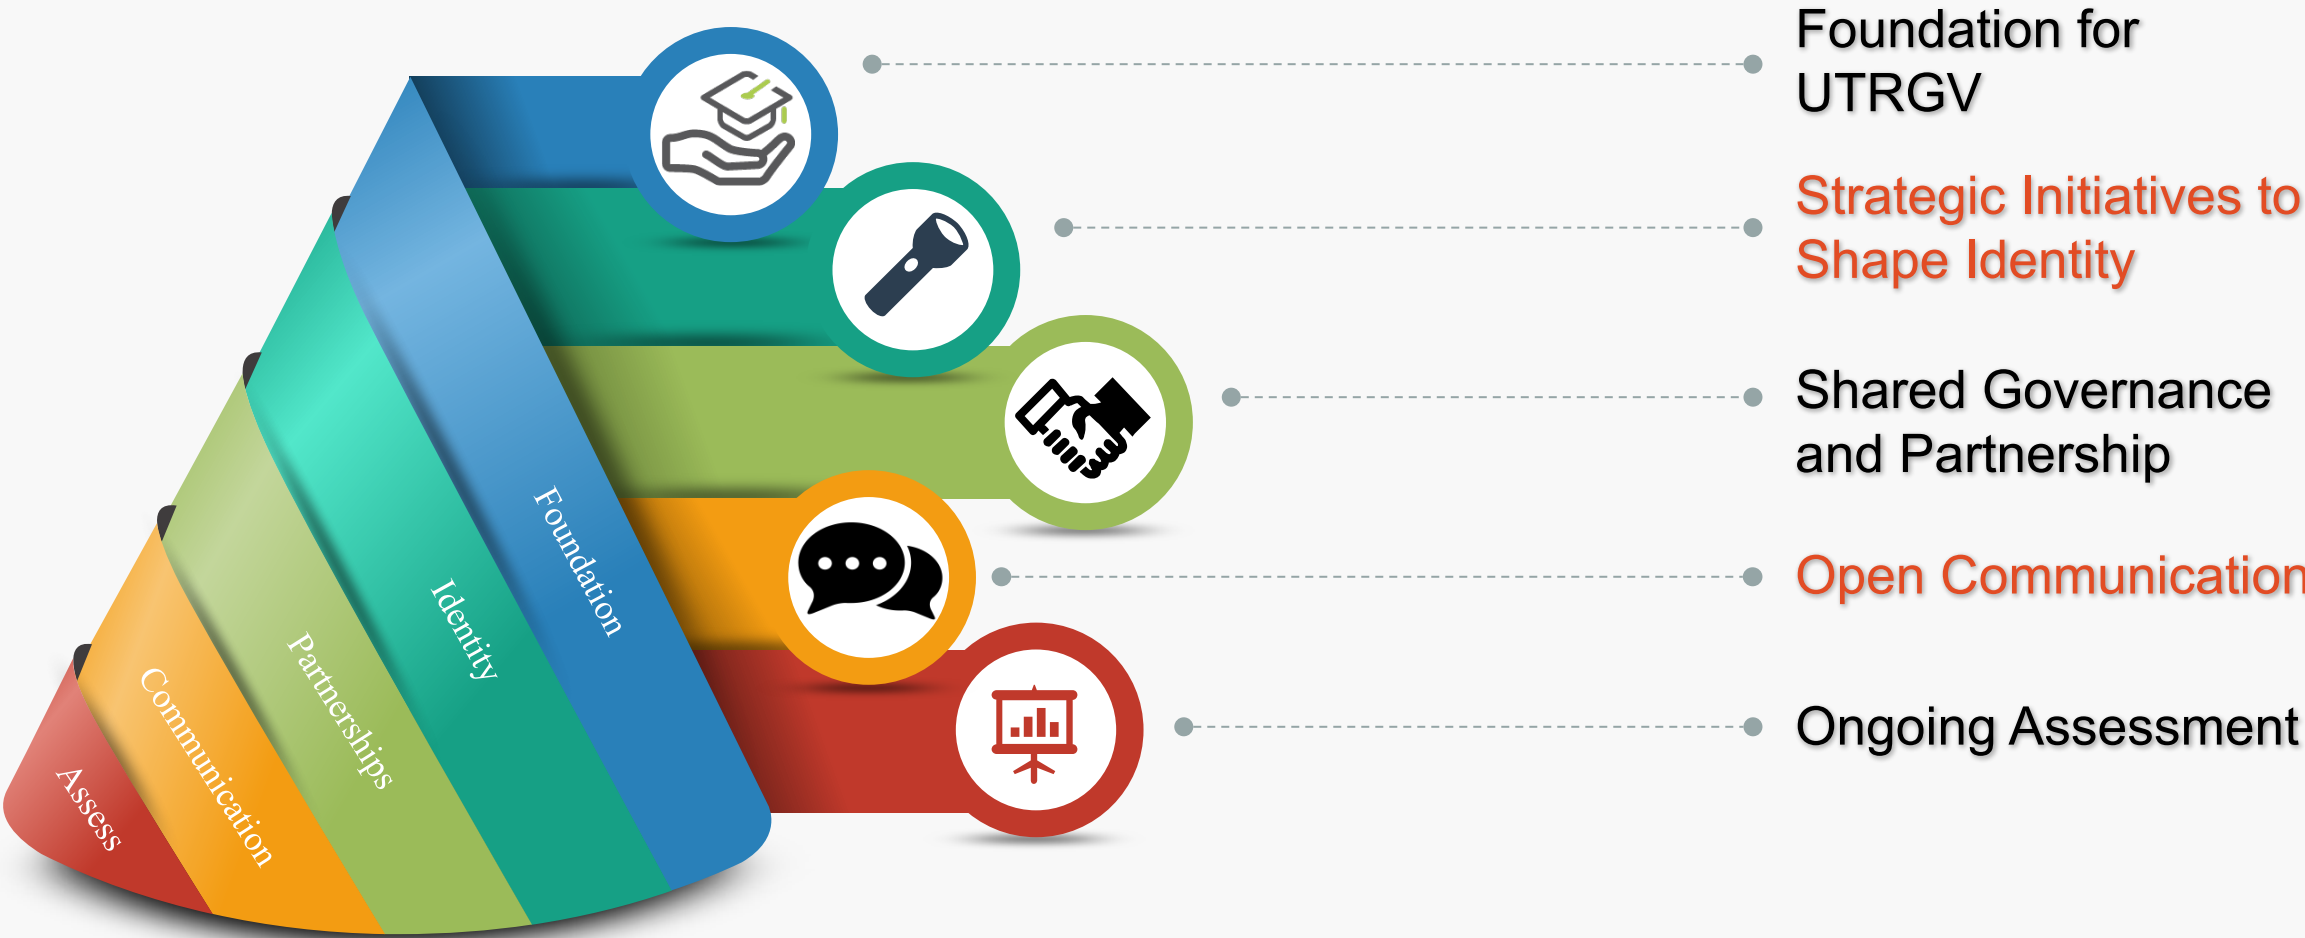 Foundation for
UTRGV
Strategic Initiatives to
Shape Identity
Shared Governance
and Partnership
Open Communication
Ongoing Assessment
Foundation
Identity
Partnerships
Communication
Assess